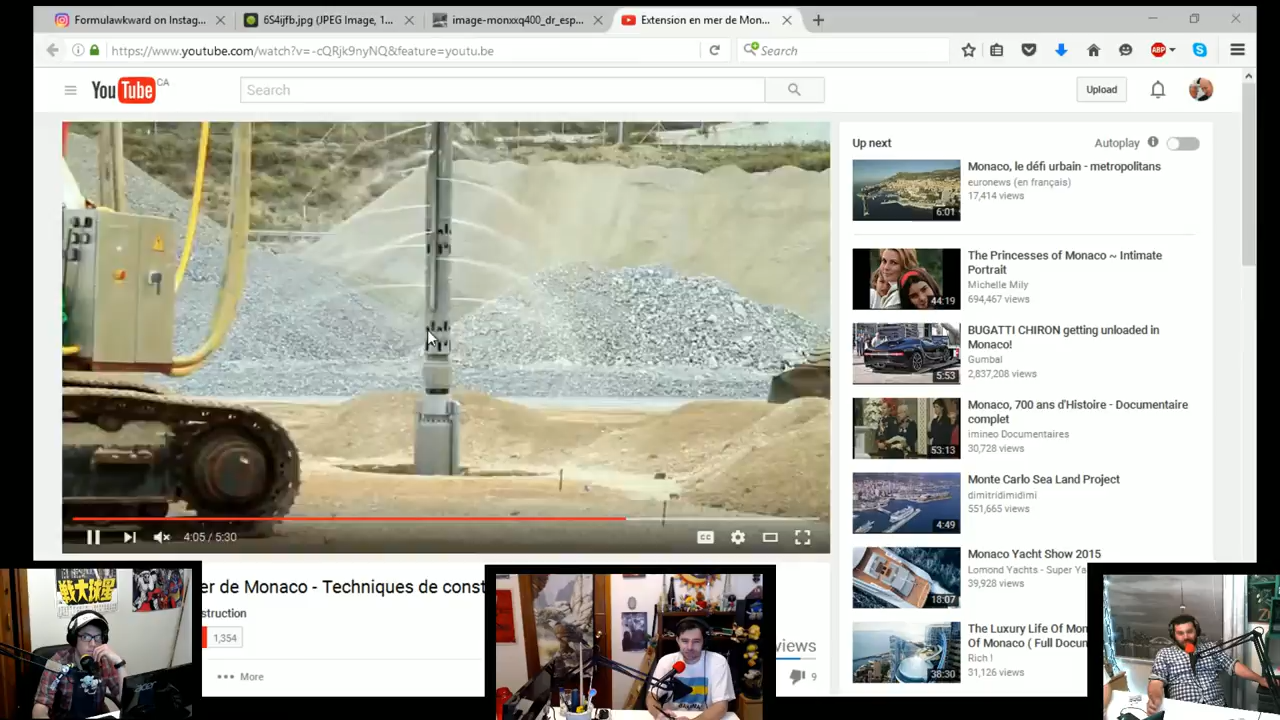 Formulawkward on Instag...
6S4ijfb.jpg (JPEG Image, 1...
image-monxxq400_dr_esp...
Extension en mer de Mon...
https://www.youtube.com/watch?v=-cQRjk9nyNQ&feature=youtu.be
Search
ABP
YouTube CA
Search
Upload
Up next
Autoplay
Monaco, le défi urbain - metropolitans
euronews (en français)
17,414 views
6:01
The Princesses of Monaco ~ Intimate
Portrait
Michelle Mily
694,467 views
44:19
BUGATTI CHIRON getting unloaded in
Monaco!
Gumbal
2,837,208 views
5:53
Monaco, 700 ans d'Histoire - Documentaire
complet
imineo Documentaires
30,728 views
53:13
Monte Carlo Sea Land Project
dimitridimidimi
551,665 views
4:49
Monaco Yacht Show 2015
Lomond Yachts - Super Ya
39,928 views
18:07
The Luxury Life Of Mon
Of Monaco ( Full Docun
Rich !
31,126 views
38:30
4:05 / 5:30
CC
er de Monaco - Techniques de const
struction
1,354
iews
More
9